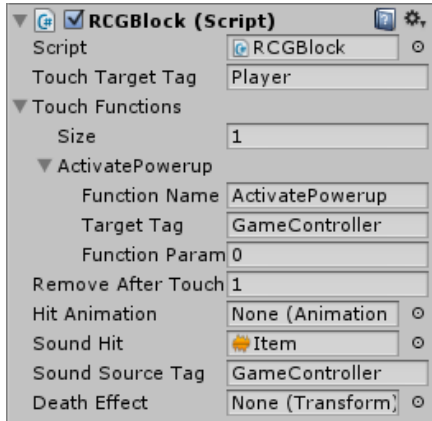 RCGBlock (Script)
Script RCGBlock
Touch Target Tag Player
Touch Functions
Size 1
ActivatePowerup
Function Name ActivatePowerup
Target Tag GameController
Function Param 0
Remove After Touch 1
Hit Animation None (Animation
Sound Hit Item
Sound Source Tag GameController
Death Effect None (Transform)